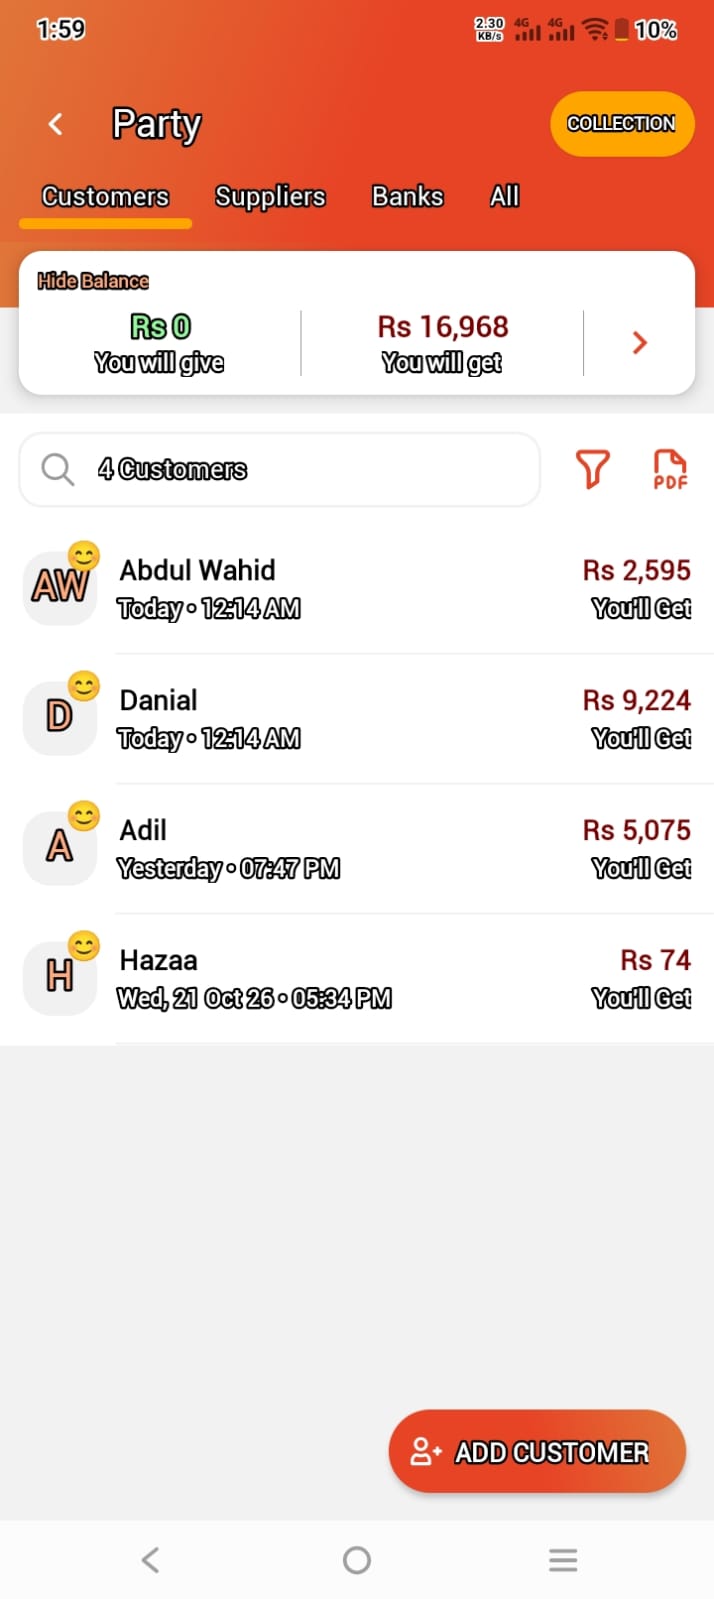 1:59 2.30 KB/s 4G 4G 10%
Party COLLECTION
Customers Suppliers Banks All
Hide Balance
Rs 0 Rs 16,968
You will give You will get
4 Customers PDF
AW Abdul Wahid Rs 2,595
Today • 12:14 AM You'll Get
D Danial Rs 9,224
Today • 12:14 AM You'll Get
A Adil Rs 5,075
Yesterday • 07:47 PM You'll Get
H Hazaa Rs 74
Wed, 21 Oct 26 • 05:34 PM You'll Get
ADD CUSTOMER